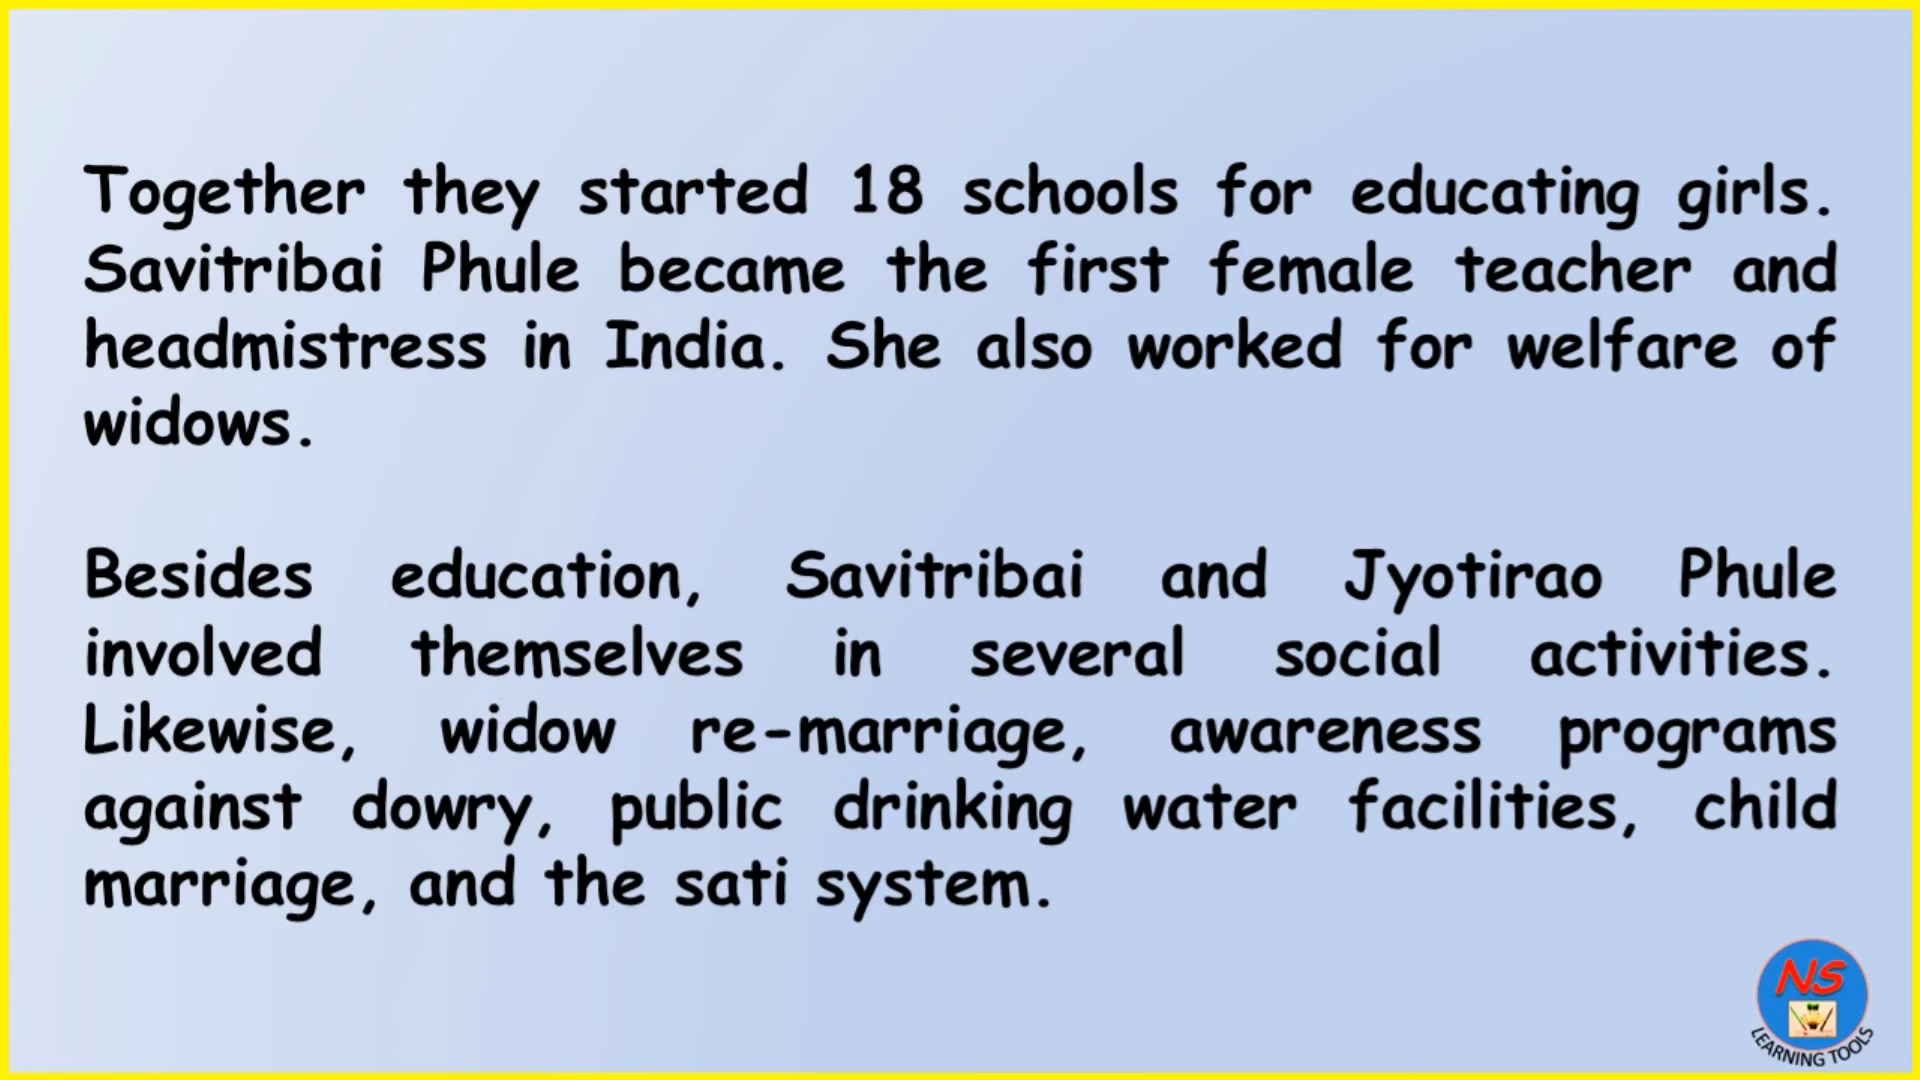 Together they started 18 schools for educating girls.
Savitribai Phule became the first female teacher and
headmistress in India. She also worked for welfare of
widows.
Besides education, Savitribai and Jyotirao Phule
involved themselves in several social activities.
Likewise, widow re-marriage, awareness programs
against dowry, public drinking water facilities, child
marriage, and the sati system.
NS
LEARNING TOOLS